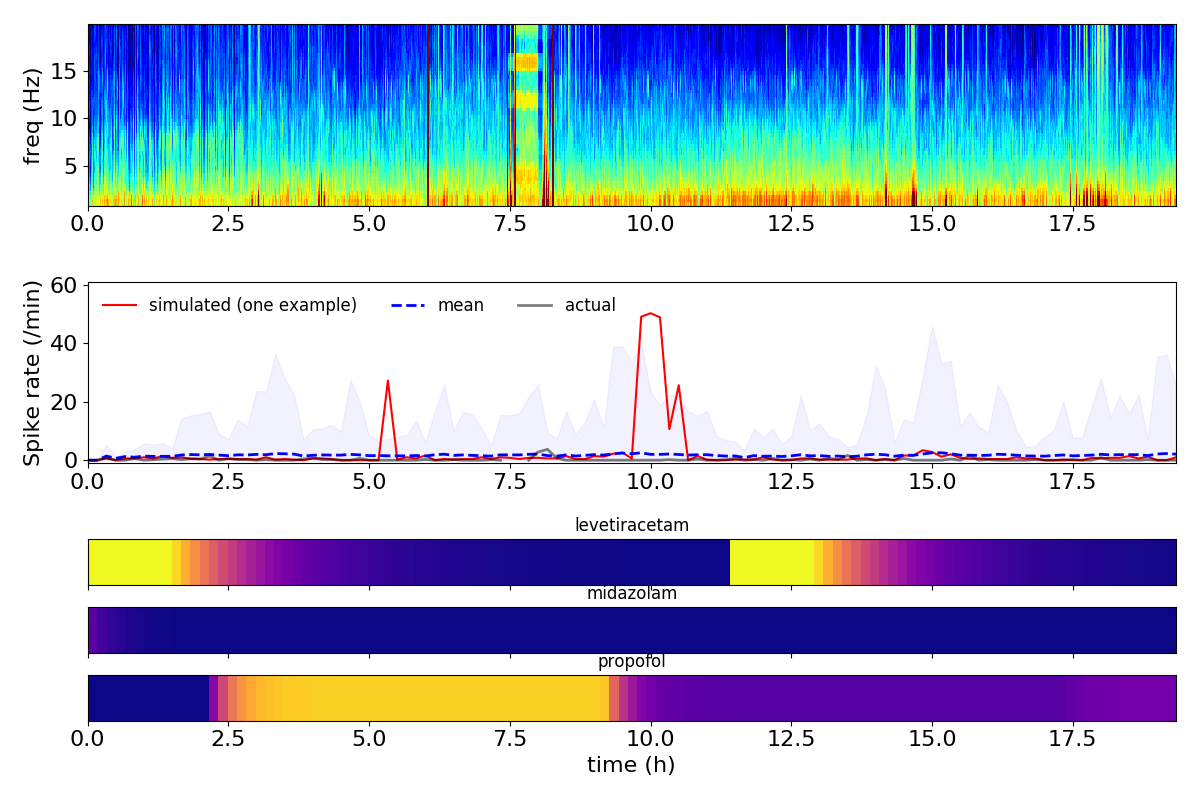 freq (Hz)
15
10
5
0.0 2.5 5.0 7.5 10.0 12.5 15.0 17.5
Spike rate (/min)
60
40
20
0
simulated (one example) mean actual
0.0 2.5 5.0 7.5 10.0 12.5 15.0 17.5
levetiracetam
midazolam
propofol
0.0 2.5 5.0 7.5 10.0 12.5 15.0 17.5
time (h)